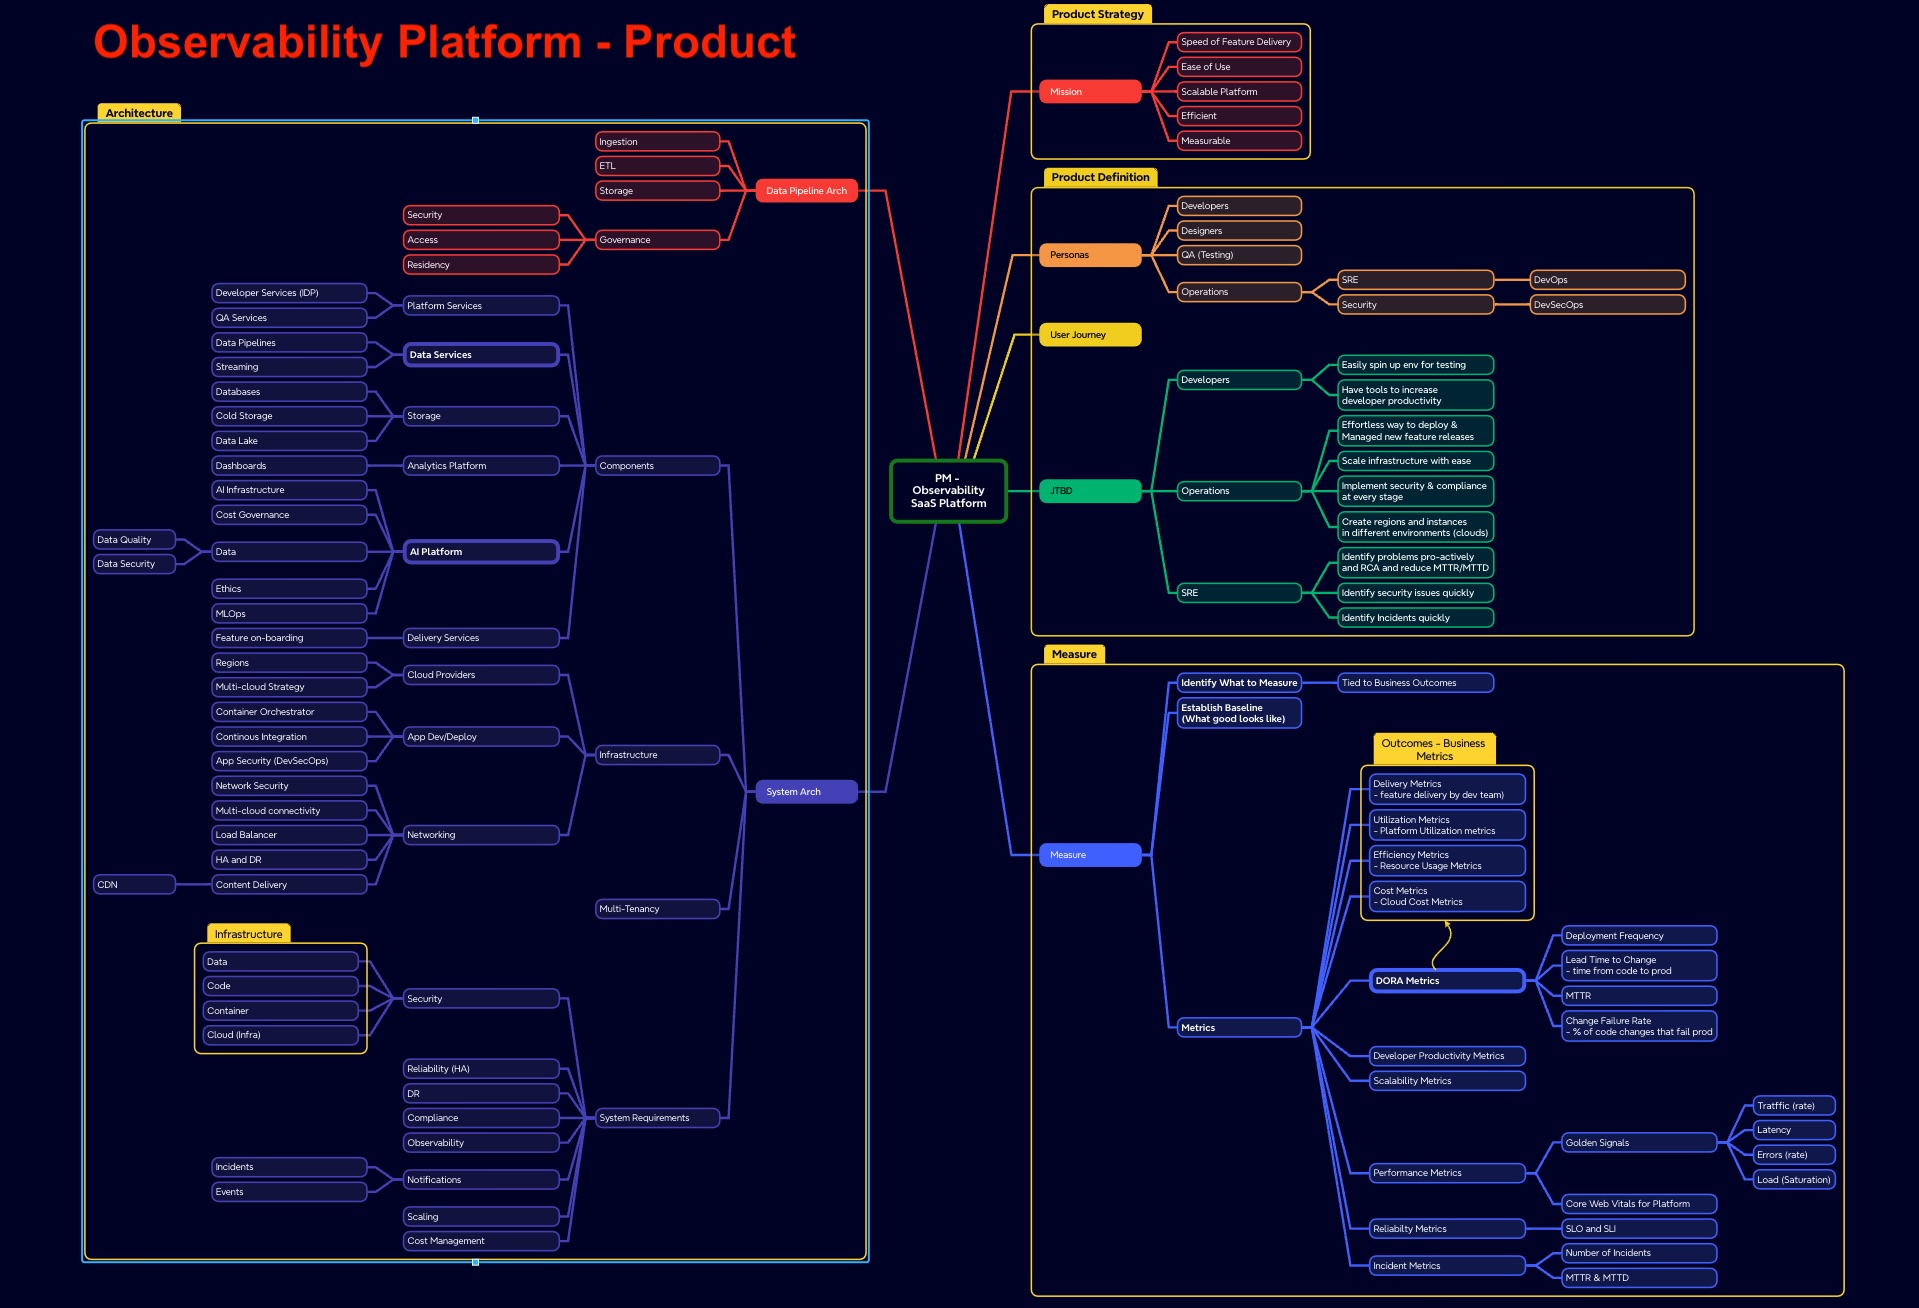 Observability Platform - Product
Architecture
Ingestion
ETL
Storage
Data Pipeline Arch
Security
Access
Residency
Governance
Developer Services (IDP)
QA Services
Platform Services
Data Pipelines
Streaming
Data Services
Databases
Cold Storage
Data Lake
Storage
Dashboards
Analytics Platform
Components
AI Infrastructure
Cost Governance
Data Quality
Data Security
Data
AI Platform
Ethics
MLOps
Feature on-boarding
Delivery Services
Regions
Multi-cloud Strategy
Cloud Providers
Container Orchestrator
Continous Integration
App Security (DevSecOps)
App Dev/Deploy
Infrastructure
Network Security
Multi-cloud connectivity
Load Balancer
HA and DR
CDN
Content Delivery
Networking
System Arch
Multi-Tenancy
Infrastructure
Data
Code
Container
Cloud (Infra)
Security
Reliability (HA)
DR
Compliance
Observability
System Requirements
Incidents
Events
Notifications
Scaling
Cost Management
PM -
Observability
SaaS Platform
Product Strategy
Mission
Speed of Feature Delivery
Ease of Use
Scalable Platform
Efficient
Measurable
Product Definition
Personas
Developers
Designers
QA (Testing)
Operations
SRE
DevOps
Security
DevSecOps
User Journey
JTBD
Developers
Easily spin up env for testing
Have tools to increase
developer productivity
Operations
Effortless way to deploy &
Managed new feature releases
Scale infrastructure with ease
Implement security & compliance
at every stage
Create regions and instances
in different environments (clouds)
SRE
Identify problems pro-actively
and RCA and reduce MTTR/MTTD
Identify security issues quickly
Identify Incidents quickly
Measure
Measure
Identify What to Measure
Tied to Business Outcomes
Establish Baseline
(What good looks like)
Metrics
Outcomes - Business
Metrics
Delivery Metrics
- feature delivery by dev team)
Utilization Metrics
- Platform Utilization metrics
Efficiency Metrics
- Resource Usage Metrics
Cost Metrics
- Cloud Cost Metrics
DORA Metrics
Deployment Frequency
Lead Time to Change
- time from code to prod
MTTR
Change Failure Rate
- % of code changes that fail prod
Developer Productivity Metrics
Scalability Metrics
Performance Metrics
Golden Signals
Tratffic (rate)
Latency
Errors (rate)
Load (Saturation)
Core Web Vitals for Platform
Reliabilty Metrics
SLO and SLI
Incident Metrics
Number of Incidents
MTTR & MTTD